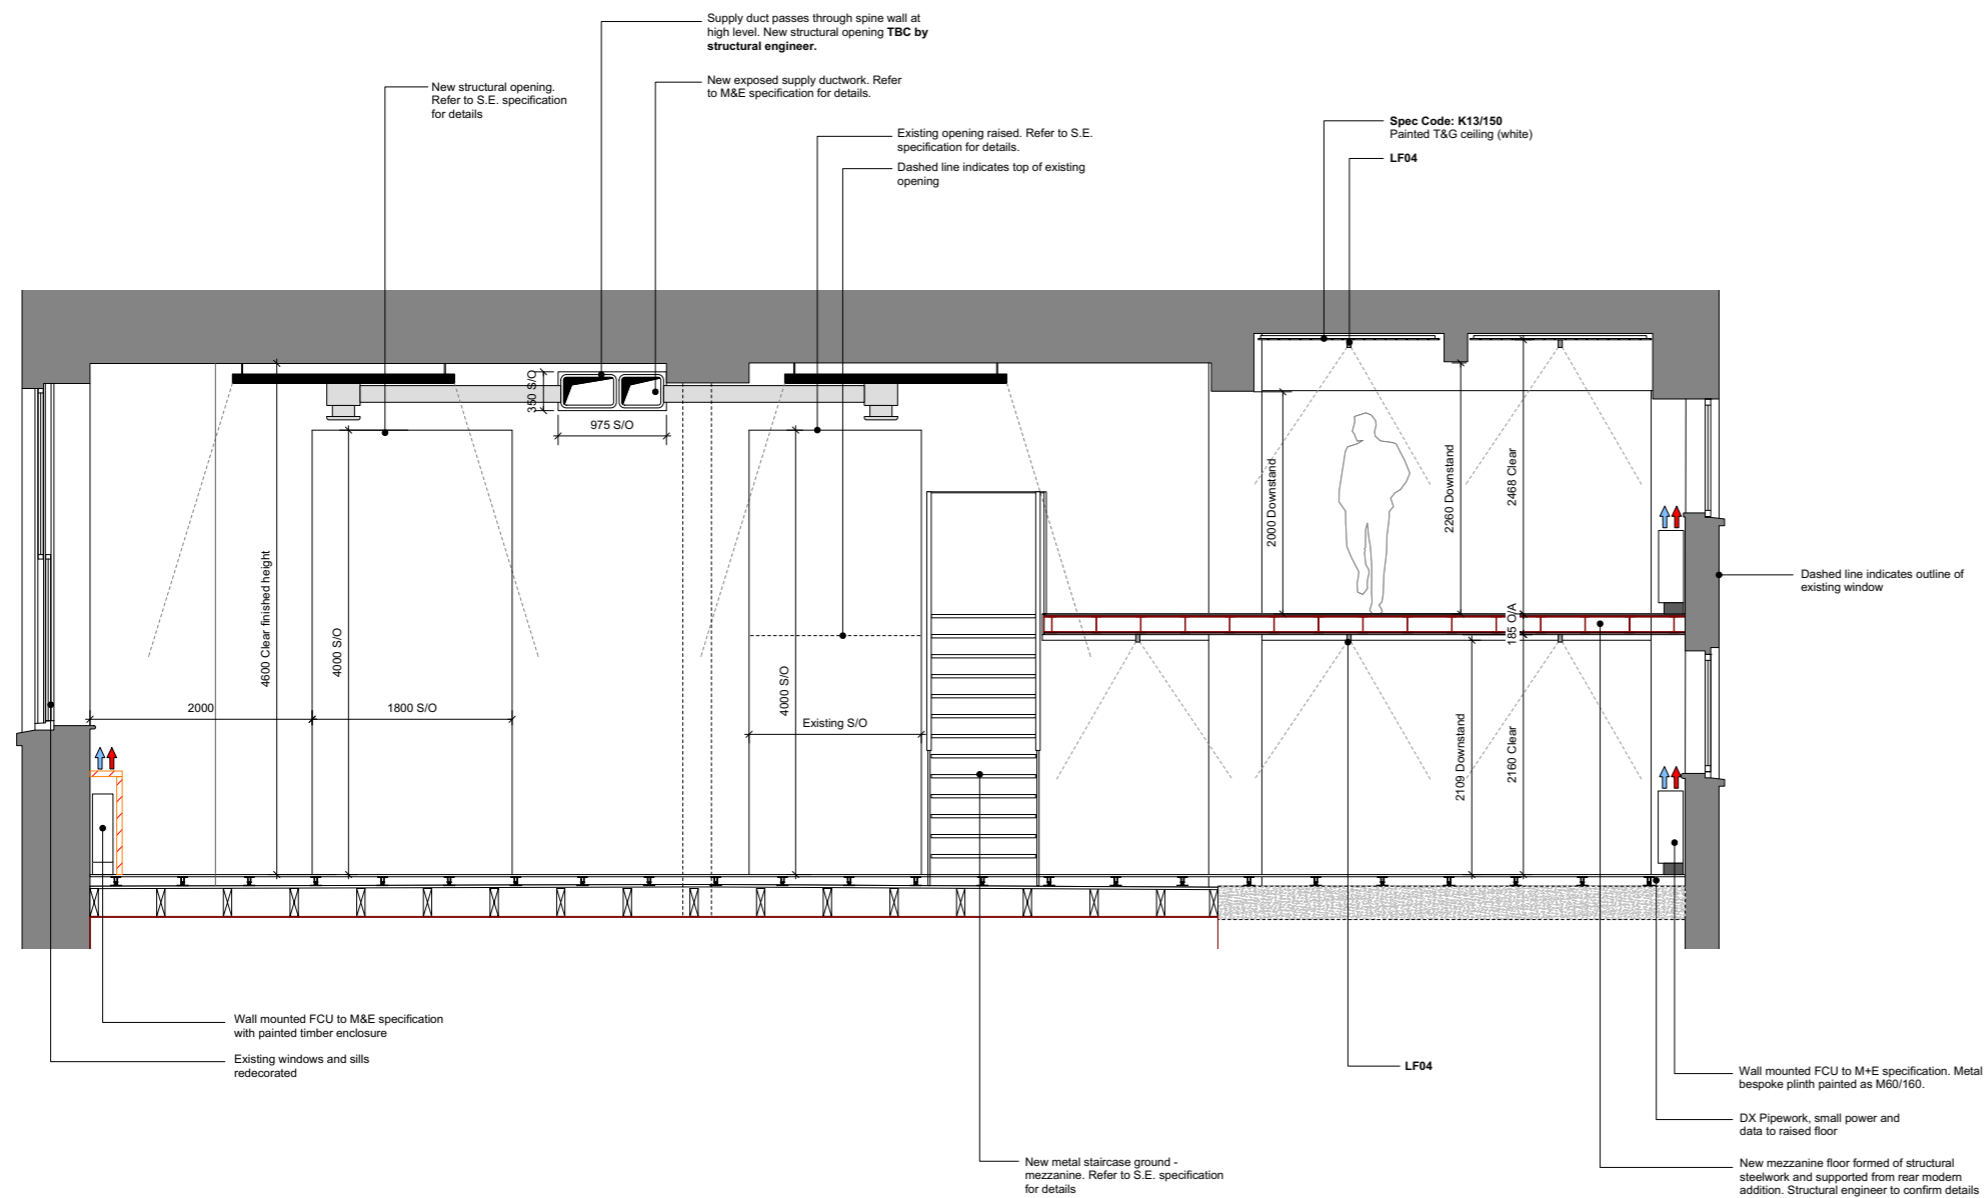 Supply duct passes through spine wall at
high level. New structural opening TBC by
structural engineer.
New structural opening.
Refer to S.E. specification
for details
New exposed supply ductwork. Refer
to M&E specification for details.
Existing opening raised. Refer to S.E.
specification for details.
Dashed line indicates top of existing
opening
Spec Code: K13/150
Painted T&G ceiling (white)
LF04
350 S/O
975 S/O
4600 Clear finished height
4000 S/O
2000
1800 S/O
4000 S/O
Existing S/O
2000 Downstand
2260 Downstand
2468 Clear
185 O/A
2109 Downstand
2160 Clear
Dashed line indicates outline of
existing window
Wall mounted FCU to M&E specification
with painted timber enclosure
Existing windows and sills
redecorated
LF04
Wall mounted FCU to M+E specification. Metal
bespoke plinth painted as M60/160.
DX Pipework, small power and
data to raised floor
New metal staircase ground -
mezzanine. Refer to S.E. specification
for details
New mezzanine floor formed of structural
steelwork and supported from rear modern
addition. Structural engineer to confirm details